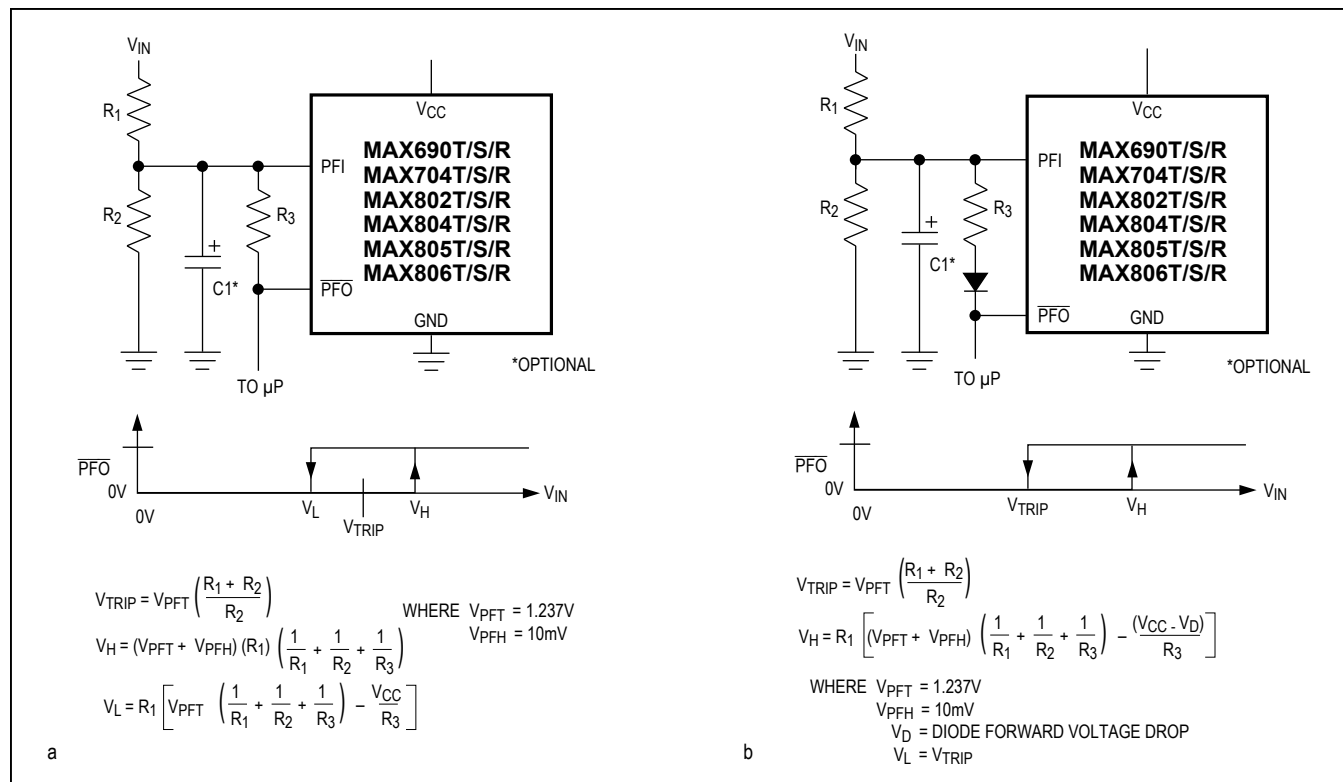 V_IN
R_1
V_CC
MAX690T/S/R
PFI
MAX704T/S/R
R_2
R_3
MAX802T/S/R
MAX804T/S/R
+
MAX805T/S/R
C1*
MAX806T/S/R
PFO
GND
*OPTIONAL
TO µP
PFO
0V
V_IN
0V
V_L
V_H
V_TRIP
V_TRIP = V_PFT ((R_1 + R_2)/R_2)
WHERE V_PFT = 1.237V
V_PFH = 10mV
V_H = (V_PFT + V_PFH) (R_1) (1/R_1 + 1/R_2 + 1/R_3)
V_L = R_1 [V_PFT (1/R_1 + 1/R_2 + 1/R_3) – V_CC/R_3]
a
V_IN
R_1
V_CC
MAX690T/S/R
PFI
MAX704T/S/R
R_2
R_3
MAX802T/S/R
MAX804T/S/R
+
MAX805T/S/R
C1*
MAX806T/S/R
PFO
GND
*OPTIONAL
TO µP
PFO
0V
V_IN
0V
V_TRIP
V_H
V_TRIP = V_PFT ((R_1 + R_2)/R_2)
V_H = R_1 [(V_PFT + V_PFH) (1/R_1 + 1/R_2 + 1/R_3) – (V_CC - V_D)/R_3]
WHERE V_PFT = 1.237V
V_PFH = 10mV
V_D = DIODE FORWARD VOLTAGE DROP
V_L = V_TRIP
b